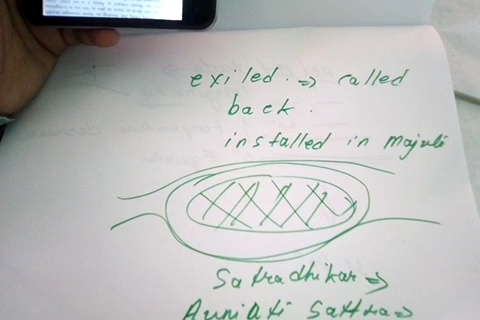 exiled. => called
back.
installed in majuli
Satradhikar =>
Auniati Sattra =>